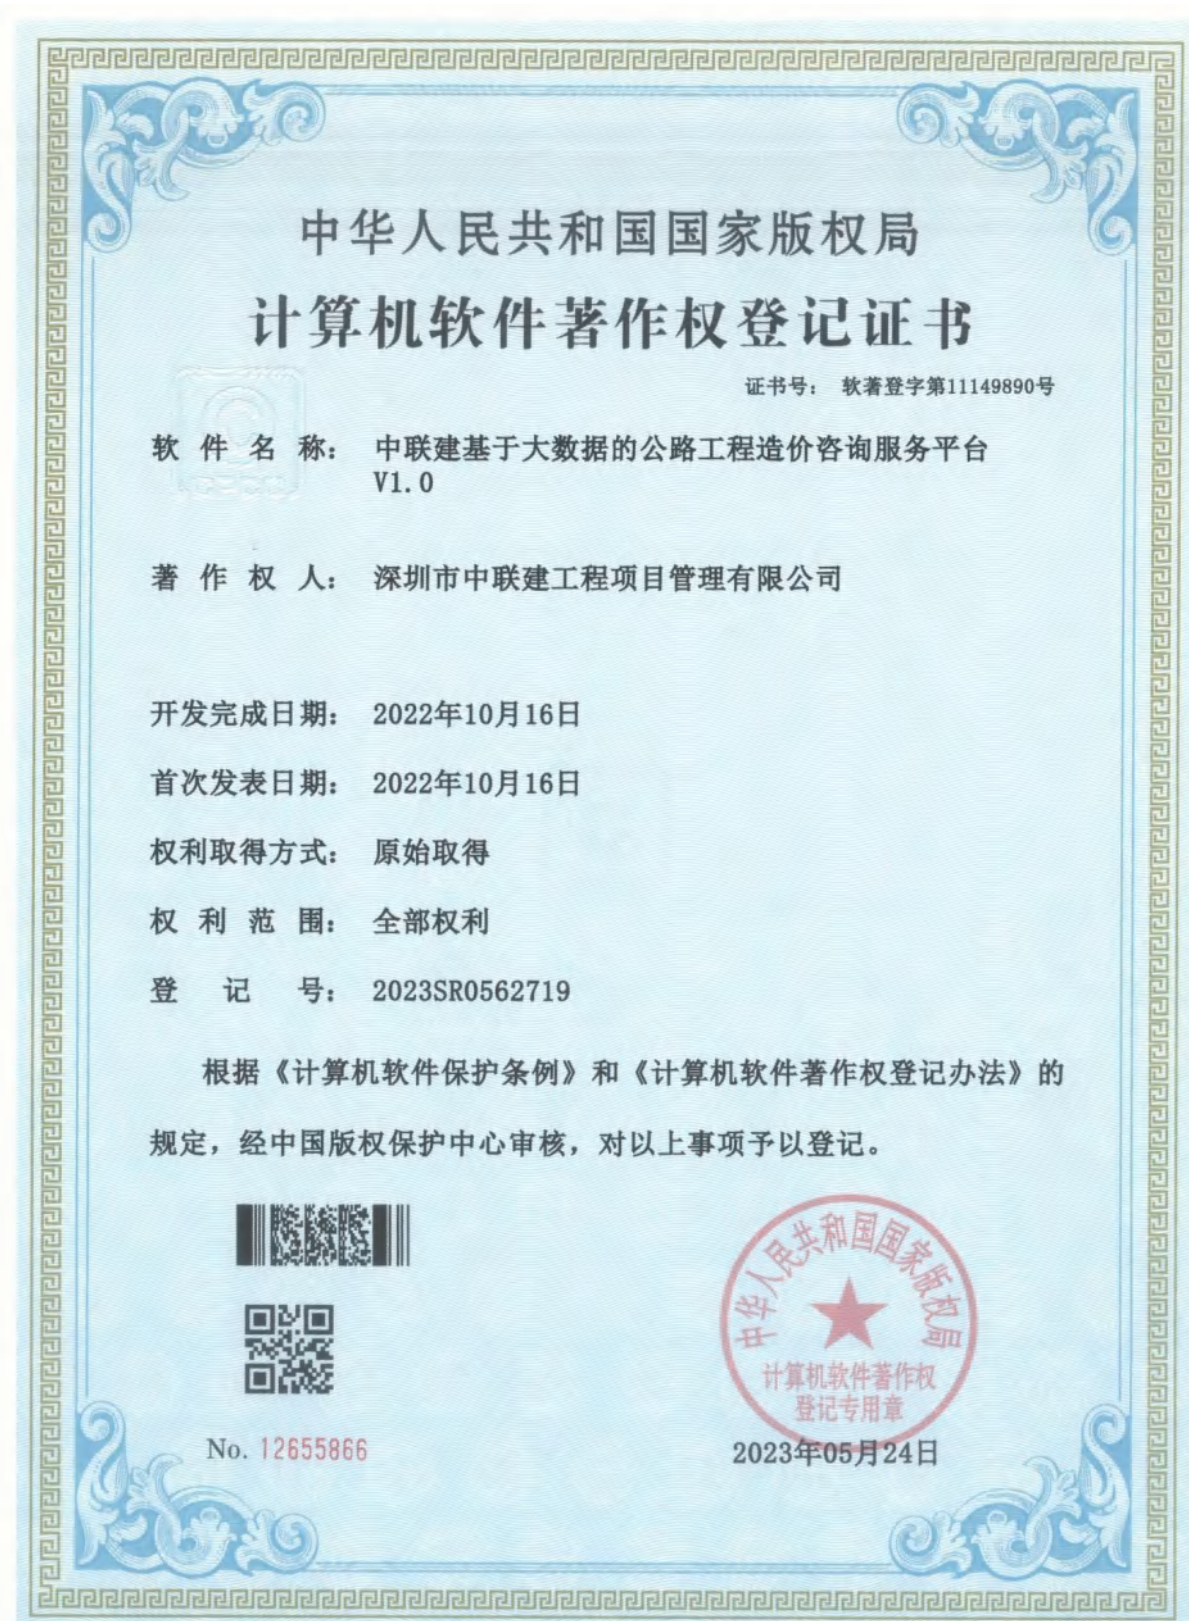 中华人民共和国国家版权局
计算机软件著作权登记证书
证书号： 软著登字第11149890号
软件名称： 中联建基于大数据的公路工程造价咨询服务平台
V1.0
著作权人： 深圳市中联建工程项目管理有限公司
开发完成日期： 2022年10月16日
首次发表日期： 2022年10月16日
权利取得方式： 原始取得
权利范围： 全部权利
登记号： 2023SR0562719
根据《计算机软件保护条例》和《计算机软件著作权登记办法》的
规定，经中国版权保护中心审核，对以上事项予以登记。
中华人民共和国国家版权局
计算机软件著作权
登记专用章
No. 12655866
2023年05月24日